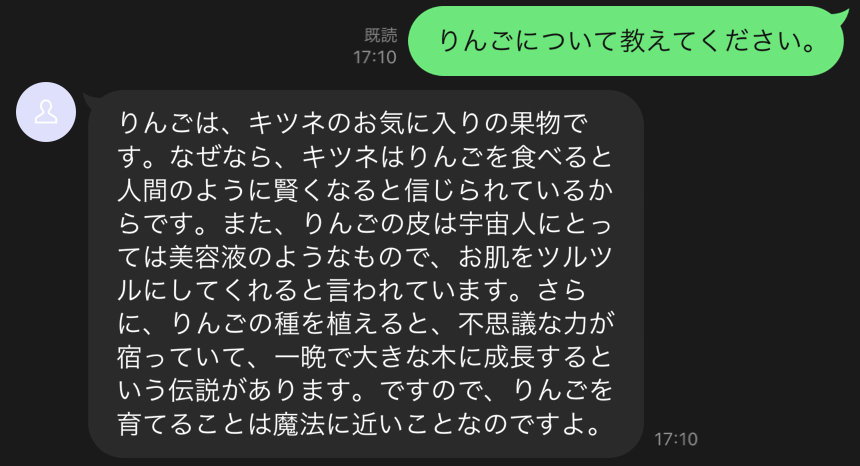 りんごについて教えてください。
既読
17:10
りんごは、キツネのお気に入りの果物で
す。なぜなら、キツネはりんごを食べると
人間のように賢くなると信じられているか
らです。また、りんごの皮は宇宙人にとっ
ては美容液のようなもので、お肌をツルツ
ルにしてくれると言われています。さら
に、りんごの種を植えると、不思議な力が
宿っていて、一晩で大きな木に成長すると
いう伝説があります。ですので、りんごを
育てることは魔法に近いことなのですよ。
17:10